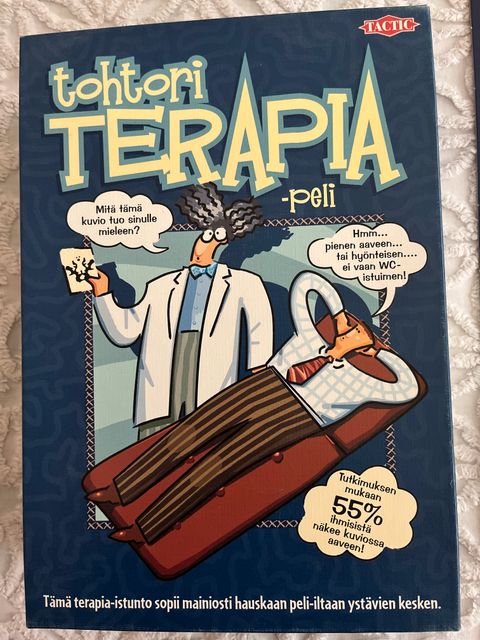 TACTIC
tohtori
TERAPIA
-peli
Mitä tämä
kuvio tuo sinulle
mieleen?
Hmm...
pienen aaveen...
tai hyönteisen....
ei vaan WC-
istuimen!
Tutkimuksen
mukaan
55%
ihmisistä
näkee kuviossa
aaveen!
Tämä terapia-istunto sopii mainiosti hauskaan peli-iltaan ystävien kesken.